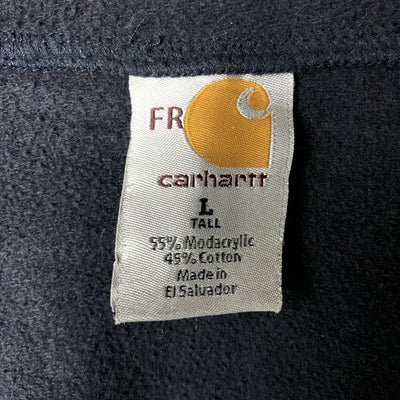 FR
carhartt
L
TALL
55% Modacrylic
45% Cotton
Made in
El Salvador